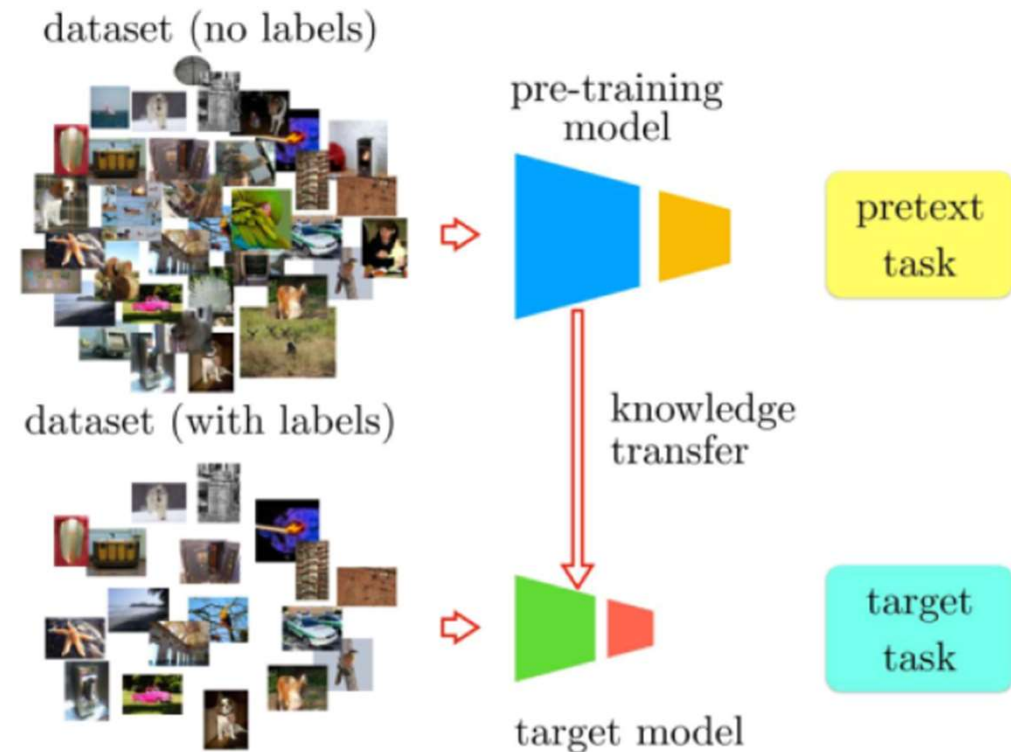 dataset (no labels)
pre-training
model
pretext
task
dataset (with labels)
knowledge
transfer
target
task
target model